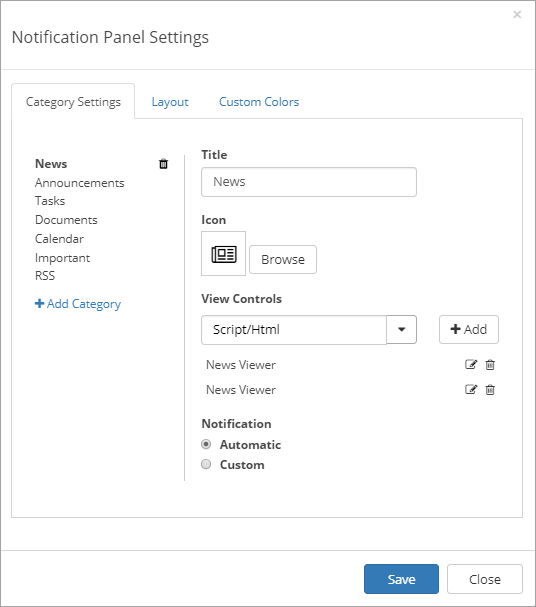 ×
Notification Panel Settings
Category Settings
Layout
Custom Colors
News
Announcements
Tasks
Documents
Calendar
Important
RSS
+ Add Category
Title
News
Icon
Browse
View Controls
Script/Html
+ Add
News Viewer
News Viewer
Notification
Automatic
Custom
Save
Close